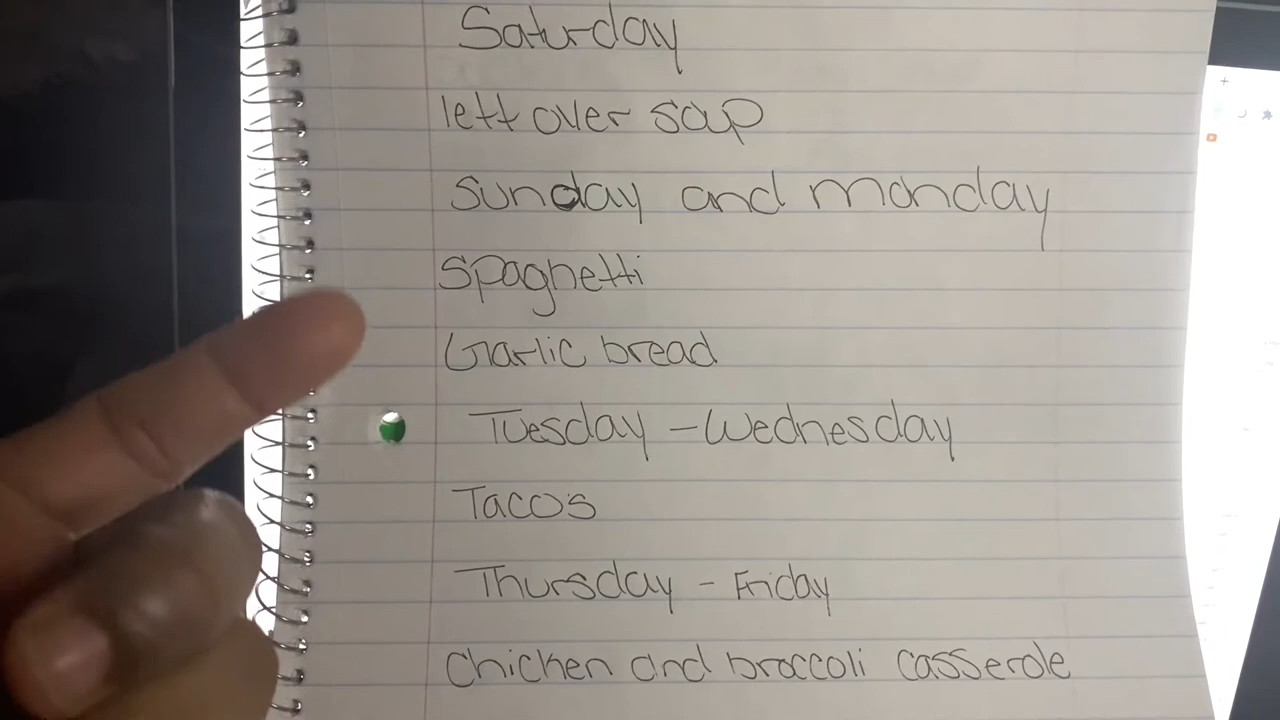 Saturday
left over soup
Sunday and monday
Spaghetti
Garlic bread
Tuesday - Wednesday
Tacos
Thursday - Friday
Chicken and broccoli casserole